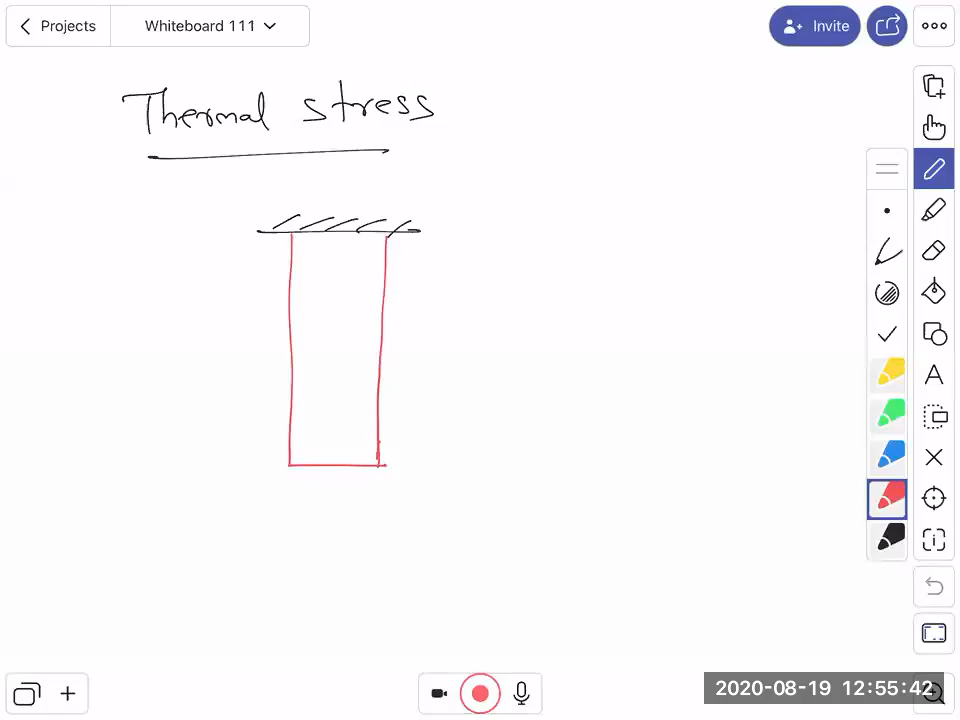 Projects
Whiteboard 111
Invite
Thermal stress
A
2020-08-19 12:55:42